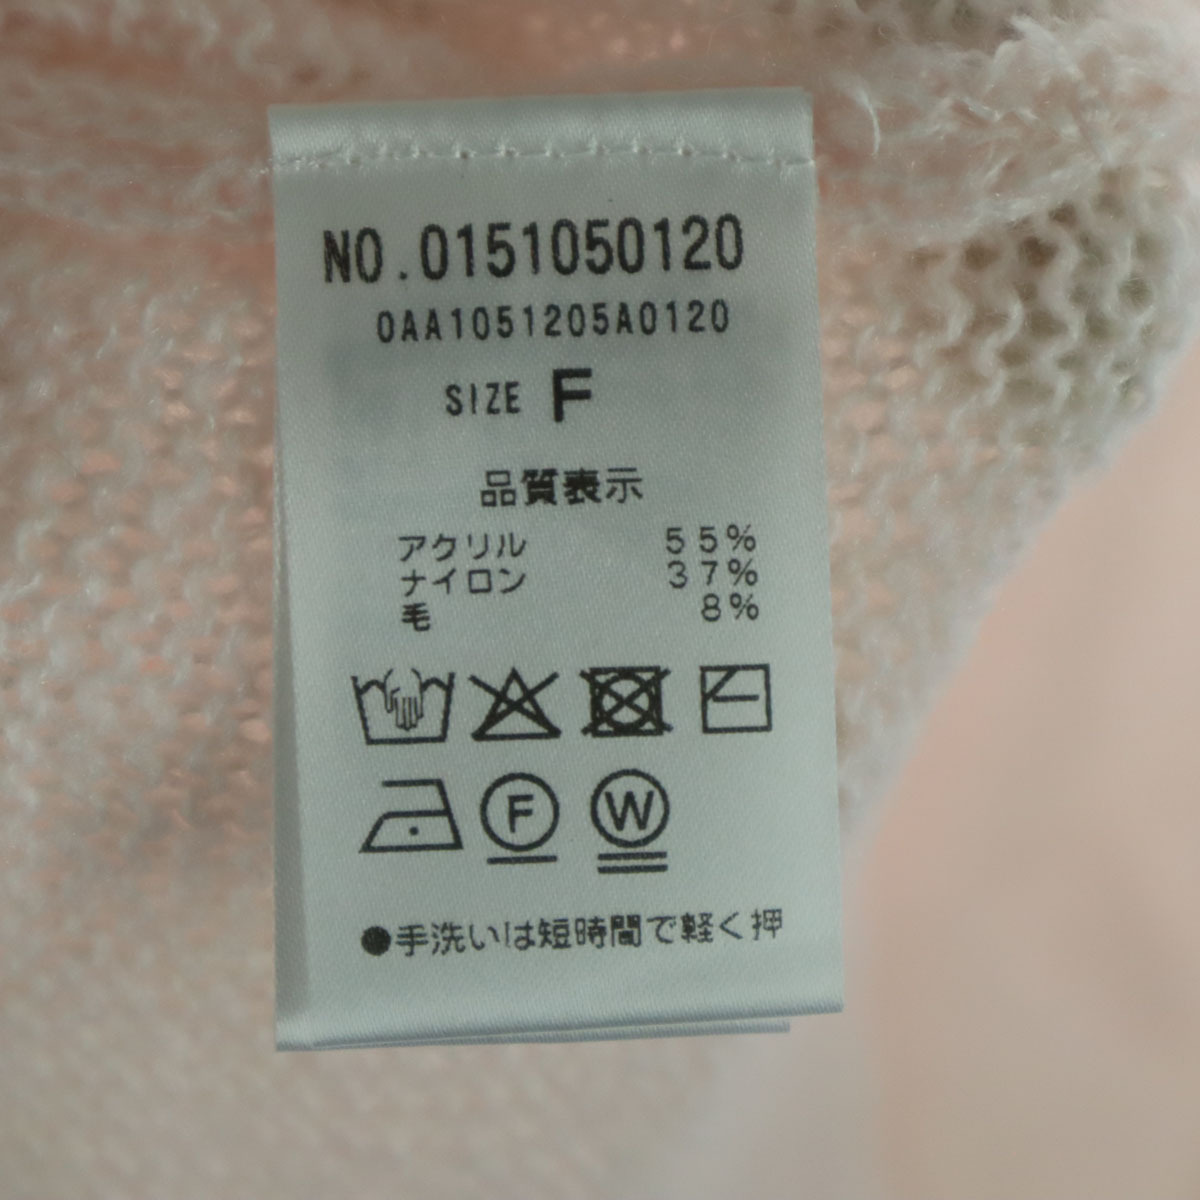 NO.0151050120
0AA1051205A0120
SIZE F
品質表示
アクリル 55%
ナイロン 37%
毛 8%
F W
●手洗いは短時間で軽く押